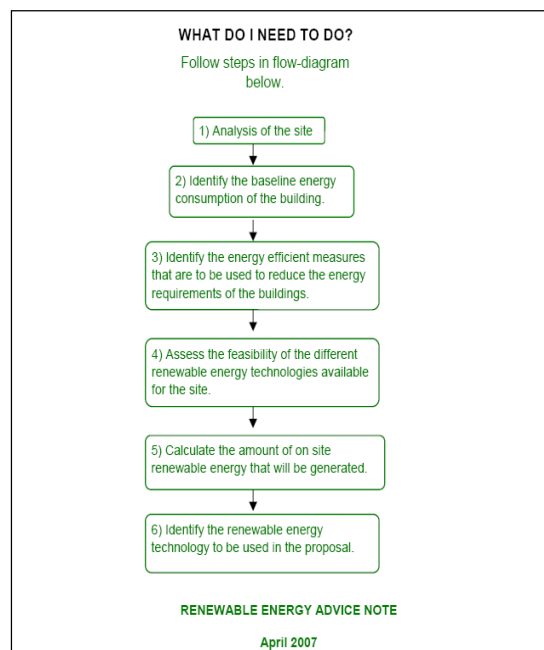 WHAT DO I NEED TO DO?
Follow steps in flow-diagram
below.
1) Analysis of the site
2) Identify the baseline energy
consumption of the building.
3) Identify the energy efficient measures
that are to be used to reduce the energy
requirements of the buildings.
4) Assess the feasibility of the different
renewable energy technologies available
for the site.
5) Calculate the amount of on site
renewable energy that will be generated.
6) Identify the renewable energy
technology to be used in the proposal.
RENEWABLE ENERGY ADVICE NOTE
April 2007